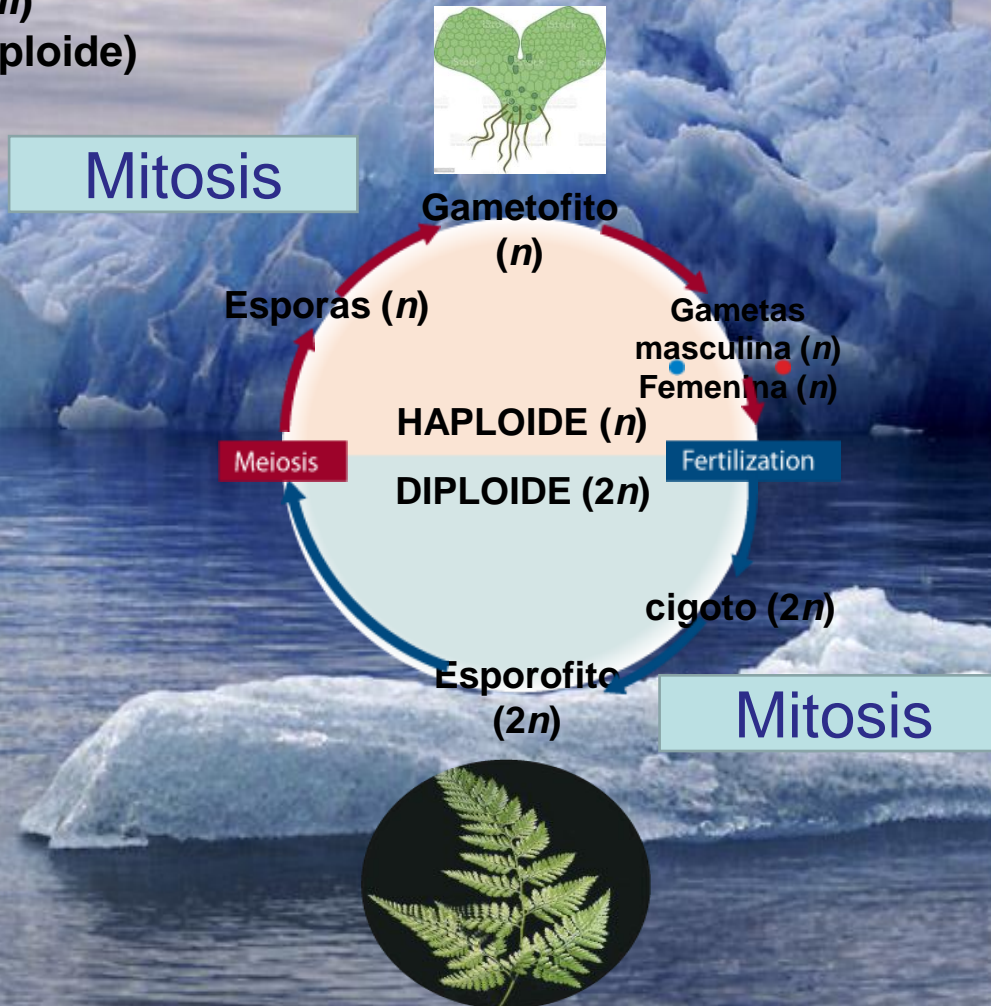 n)
ploide)
Mitosis
Gametofito
(n)
Esporas (n)
Gametas
masculina (n)
Femenina (n)
HAPLOIDE (n)
Meiosis
Fertilization
DIPLOIDE (2n)
cigoto (2n)
Esporofito
(2n)
Mitosis